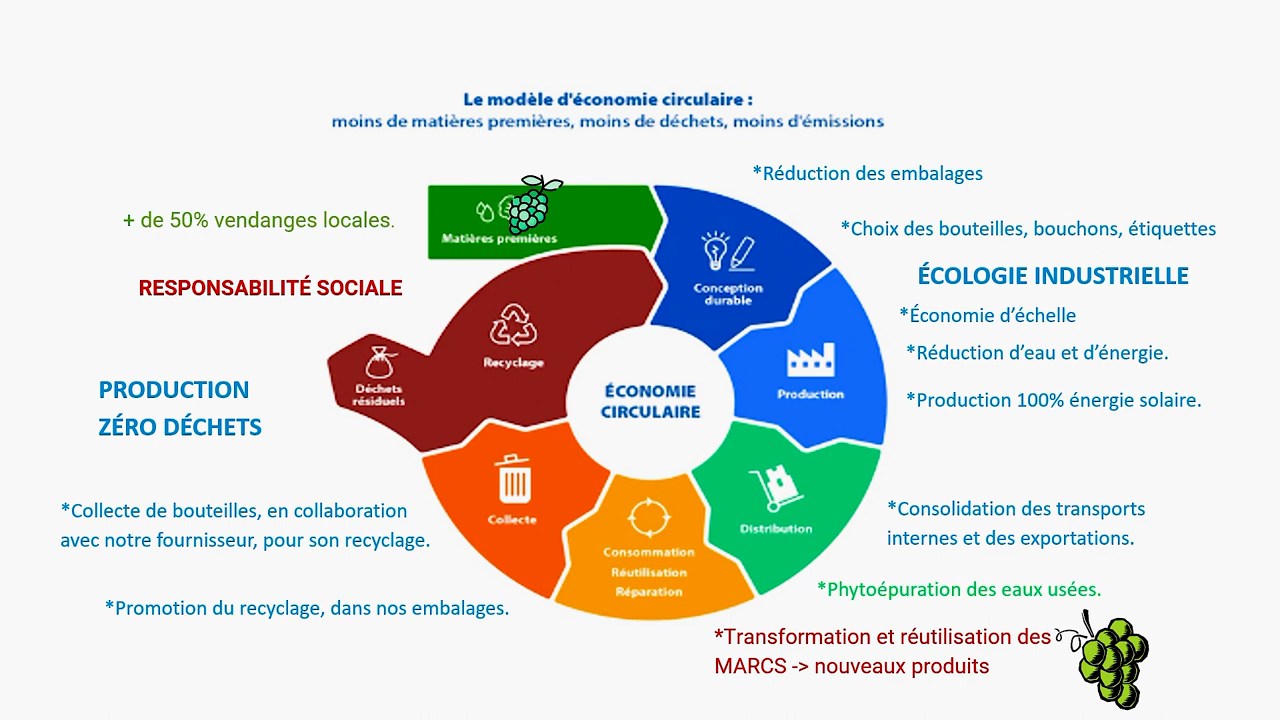 Le modèle d'économie circulaire :
moins de matières premières, moins de déchets, moins d'émissions
*Réduction des embalages
+ de 50% vendanges locales.
*Choix des bouteilles, bouchons, étiquettes
Matières premières
RESPONSABILITÉ SOCIALE
Conception
durable
ÉCOLOGIE INDUSTRIELLE
*Économie d'échelle
Recyclage
*Réduction d'eau et d'énergie.
Déchets
résiduels
PRODUCTION
ZÉRO DÉCHETS
ÉCONOMIE
CIRCULAIRE
Production
*Production 100% énergie solaire.
*Collecte de bouteilles, en collaboration
avec notre fournisseur, pour son recyclage.
Collecte
Distribution
*Consolidation des transports
internes et des exportations.
Consommation
Réutilisation
Réparation
*Phytoépuration des eaux usées.
*Promotion du recyclage, dans nos embalages.
*Transformation et réutilisation des
MARCS -> nouveaux produits